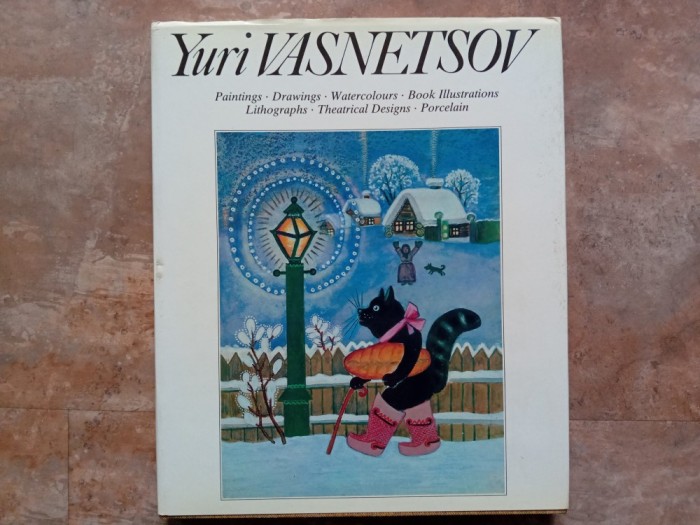 Yuri VASNETSOV
Paintings · Drawings · Watercolours · Book Illustrations
Lithographs · Theatrical Designs · Porcelain